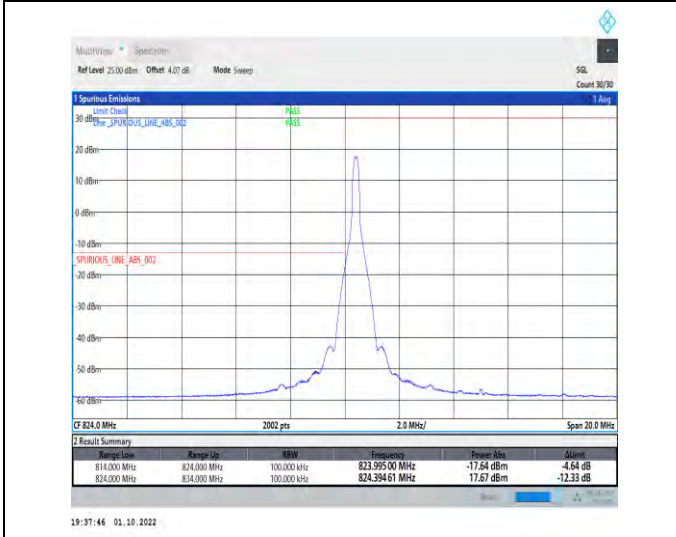 MultiView Spectrum
Ref Level 25.00 dBm Offset 4.07 dB Mode Sweep SGL
Count 30/30
1 Spurious Emissions 1 Avg
Limit Check PASS
30 dBm
Line _SPURIOUS_LINE_ABS_002 PASS
20 dBm
10 dBm
0 dBm
-10 dBm
_SPURIOUS_LINE_ABS_002
-20 dBm
-30 dBm
-40 dBm
-50 dBm
-60 dBm
CF 824.0 MHz 2002 pts 2.0 MHz/ Span 20.0 MHz
2 Result Summary
Range Low Range Up RBW Frequency Power Abs ΔLimit
814.000 MHz 824.000 MHz 100.000 kHz 823.99500 MHz -17.64 dBm -4.64 dB
824.000 MHz 834.000 MHz 100.000 kHz 824.39461 MHz 17.67 dBm -12.33 dB
19:37:46 01.10.2022